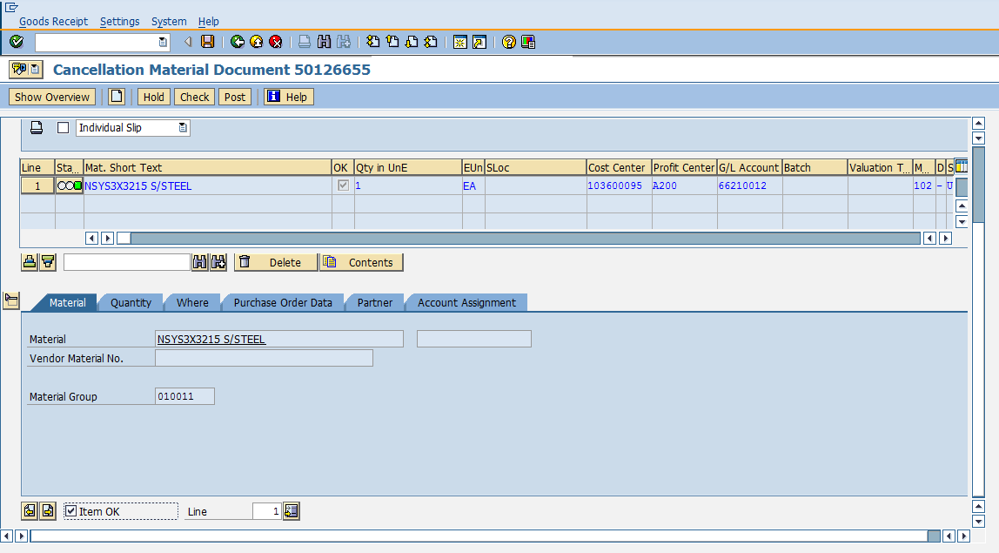 Goods Receipt Settings System Help
Cancellation Material Document 50126655
Show Overview Hold Check Post Help
Individual Slip
Line Sta... Mat. Short Text OK Qty in UnE EUn SLoc Cost Center Profit Center G/L Account Batch Valuation T... M... D S
1 NSYS3X3215 S/STEEL 1 EA 103600095 A200 66210012 102 - U
Delete Contents
Material Quantity Where Purchase Order Data Partner Account Assignment
Material NSYS3X3215 S/STEEL
Vendor Material No.
Material Group 010011
Item OK Line 1